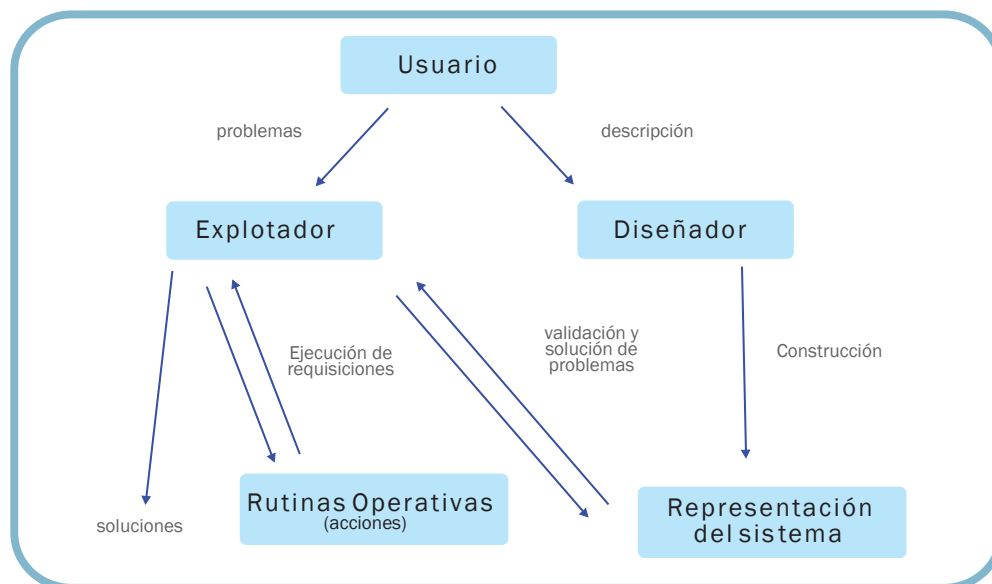 Usuario
problemas
descripción
Explotador
Diseñador
Ejecución de
requisiciones
validación y
solución de
problemas
Construcción
Rutinas Operativas
(acciones)
Representación
del sistema
soluciones